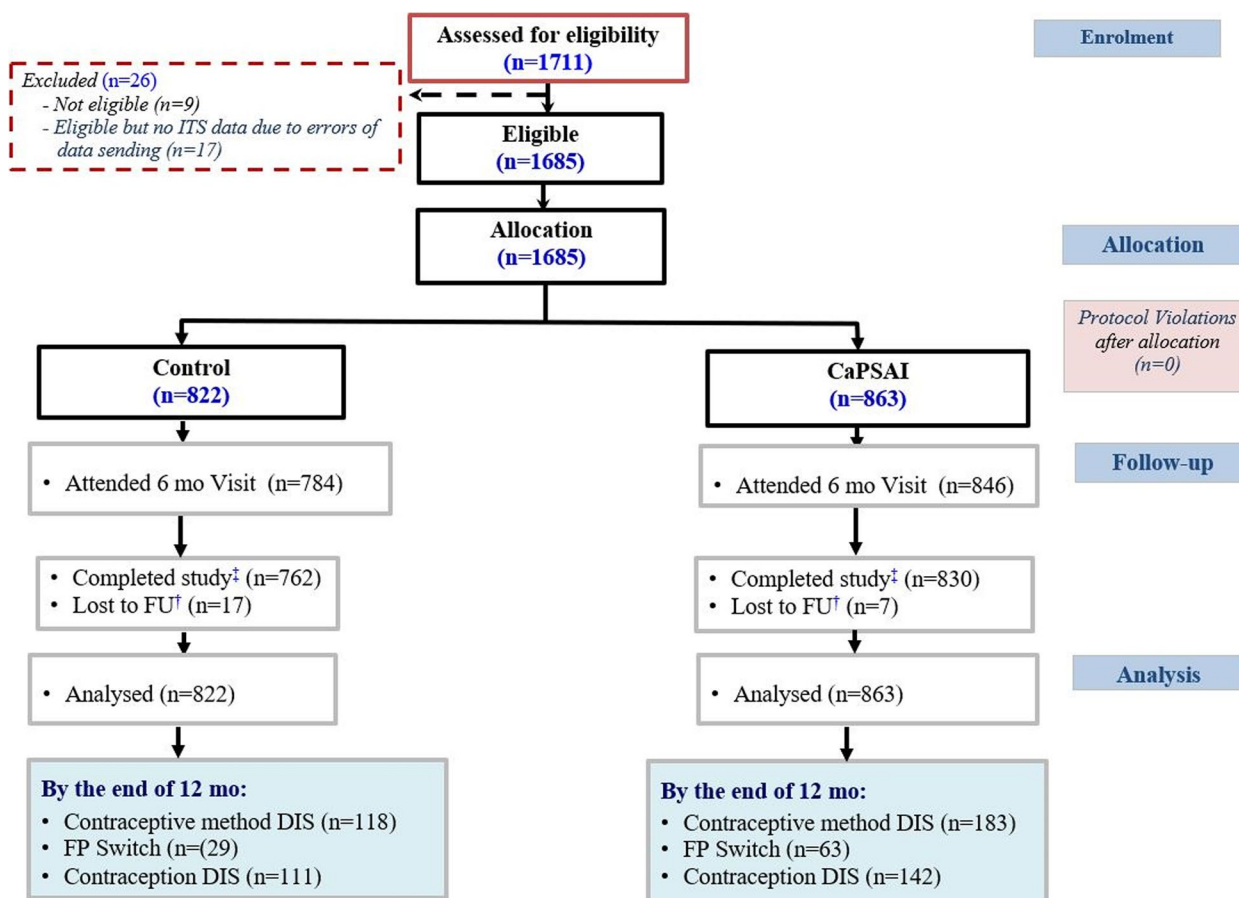 Assessed for eligibility
(n=1711)
Enrolment
Excluded (n=26)
- Not eligible (n=9)
- Eligible but no ITS data due to errors of
data sending (n=17)
Eligible
(n=1685)
Allocation
(n=1685)
Allocation
Protocol Violations
after allocation
(n=0)
Control
(n=822)
CaPSAI
(n=863)
Follow-up
• Attended 6 mo Visit (n=784)
• Attended 6 mo Visit (n=846)
• Completed study‡ (n=762)
• Lost to FU† (n=17)
• Completed study‡ (n=830)
• Lost to FU† (n=7)
Analysis
• Analysed (n=822)
• Analysed (n=863)
By the end of 12 mo:
• Contraceptive method DIS (n=118)
• FP Switch (n=(29)
• Contraception DIS (n=111)
By the end of 12 mo:
• Contraceptive method DIS (n=183)
• FP Switch (n=63)
• Contraception DIS (n=142)